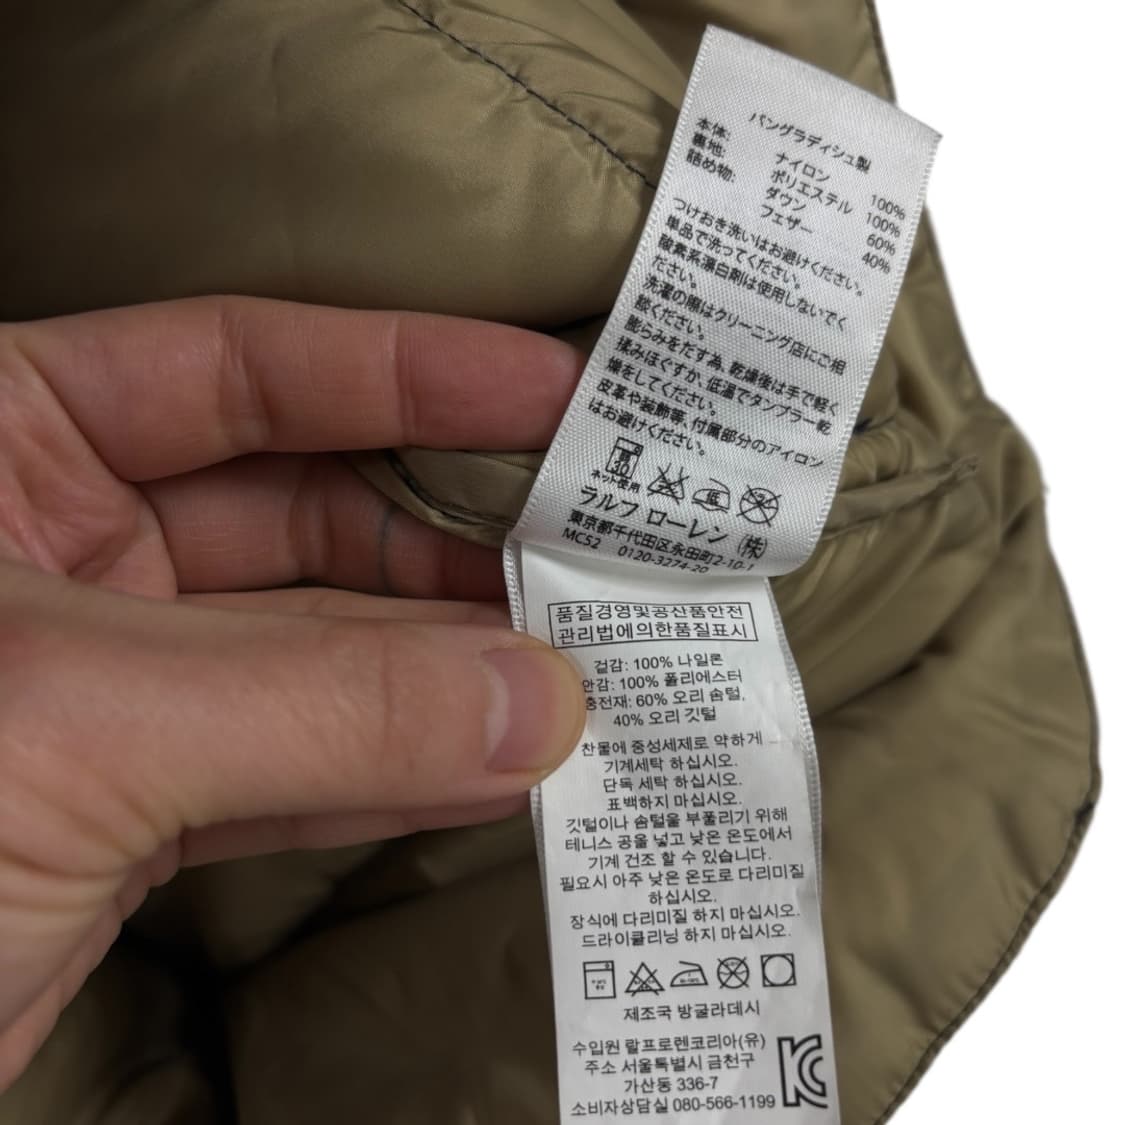 バングラディシュ製
本体: ナイロン 100%
裏地: ポリエステル 100%
詰め物: ダウン 60%
フェザー 40%
つけおき洗いはお避けください。
単品で洗ってください。
酸素系漂白剤は使用しないでく
ださい。
洗濯の際はクリーニング店にご相
談ください。
膨らみをだす為、乾燥後は手で軽く
揉みほぐすか、低温でタンブラー乾
燥をしてください。
皮革や装飾等、付属部分のアイロン
はお避けください。
30
ネット使用
低
ラルフ ローレン (株)
東京都千代田区永田町2-10-1
MC52 0120-3274-20
품질경영및공산품안전
관리법에의한품질표시
겉감: 100% 나일론
안감: 100% 폴리에스터
충전재: 60% 오리 솜털,
40% 오리 깃털
찬물에 중성세제로 약하게
기계세탁 하십시오.
단독 세탁 하십시오.
표백하지 마십시오.
깃털이나 솜털울 부풀리기 위해
테니스 공을 넣고 낮은 온도에서
기계 건조 할 수 있습니다.
필요시 아주 낮은 온도로 다리미질
하십시오.
장식에 다리미질 하지 마십시오.
드라이클리닝 하지 마십시오.
제조국 방글라데시
수입원 랄프로렌코리아(유)
주소 서울특별시 금천구
가산동 336-7
소비자상담실 080-566-1199